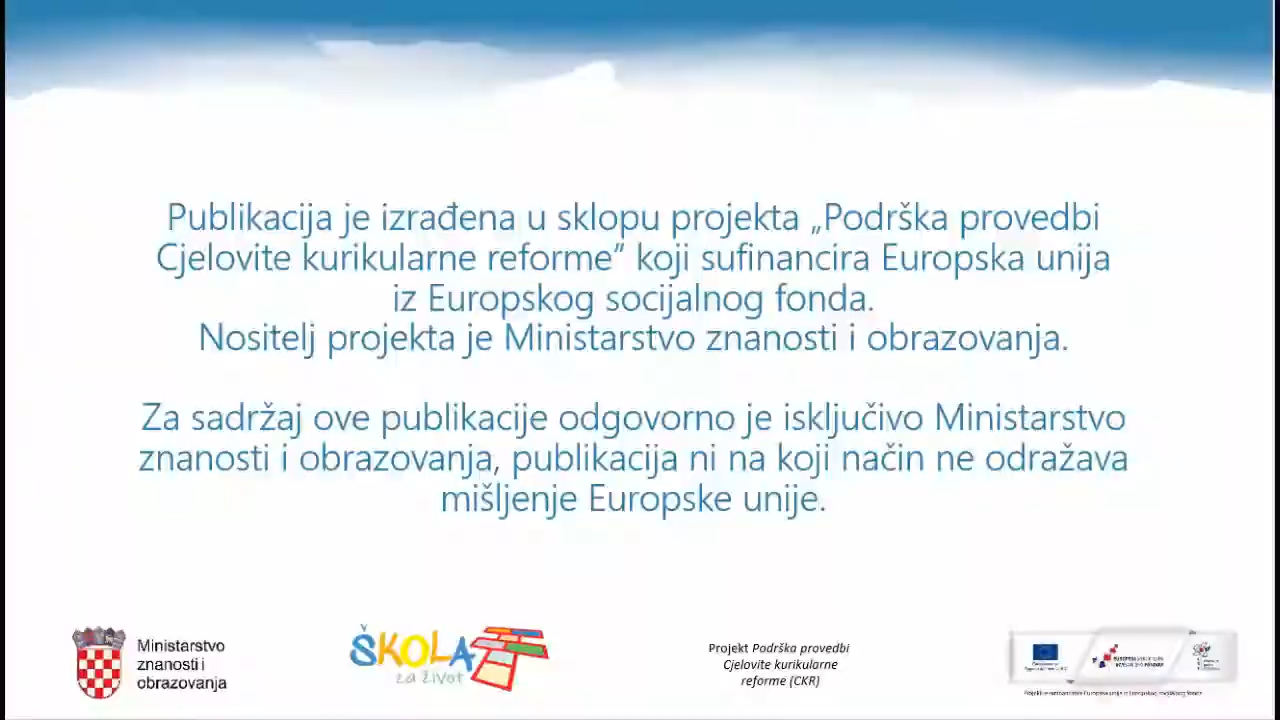 Publikacija je izrađena u sklopu projekta „Podrška provedbi
Cjelovite kurikularne reforme” koji sufinancira Europska unija
iz Europskog socijalnog fonda.
Nositelj projekta je Ministarstvo znanosti i obrazovanja.
Za sadržaj ove publikacije odgovorno je isključivo Ministarstvo
znanosti i obrazovanja, publikacija ni na koji način ne odražava
mišljenje Europske unije.
Ministarstvo
znanosti i
obrazovanja
ŠKOLA
za život
Projekt Podrška provedbi
Cjelovite kurikularne
reforme (CKR)